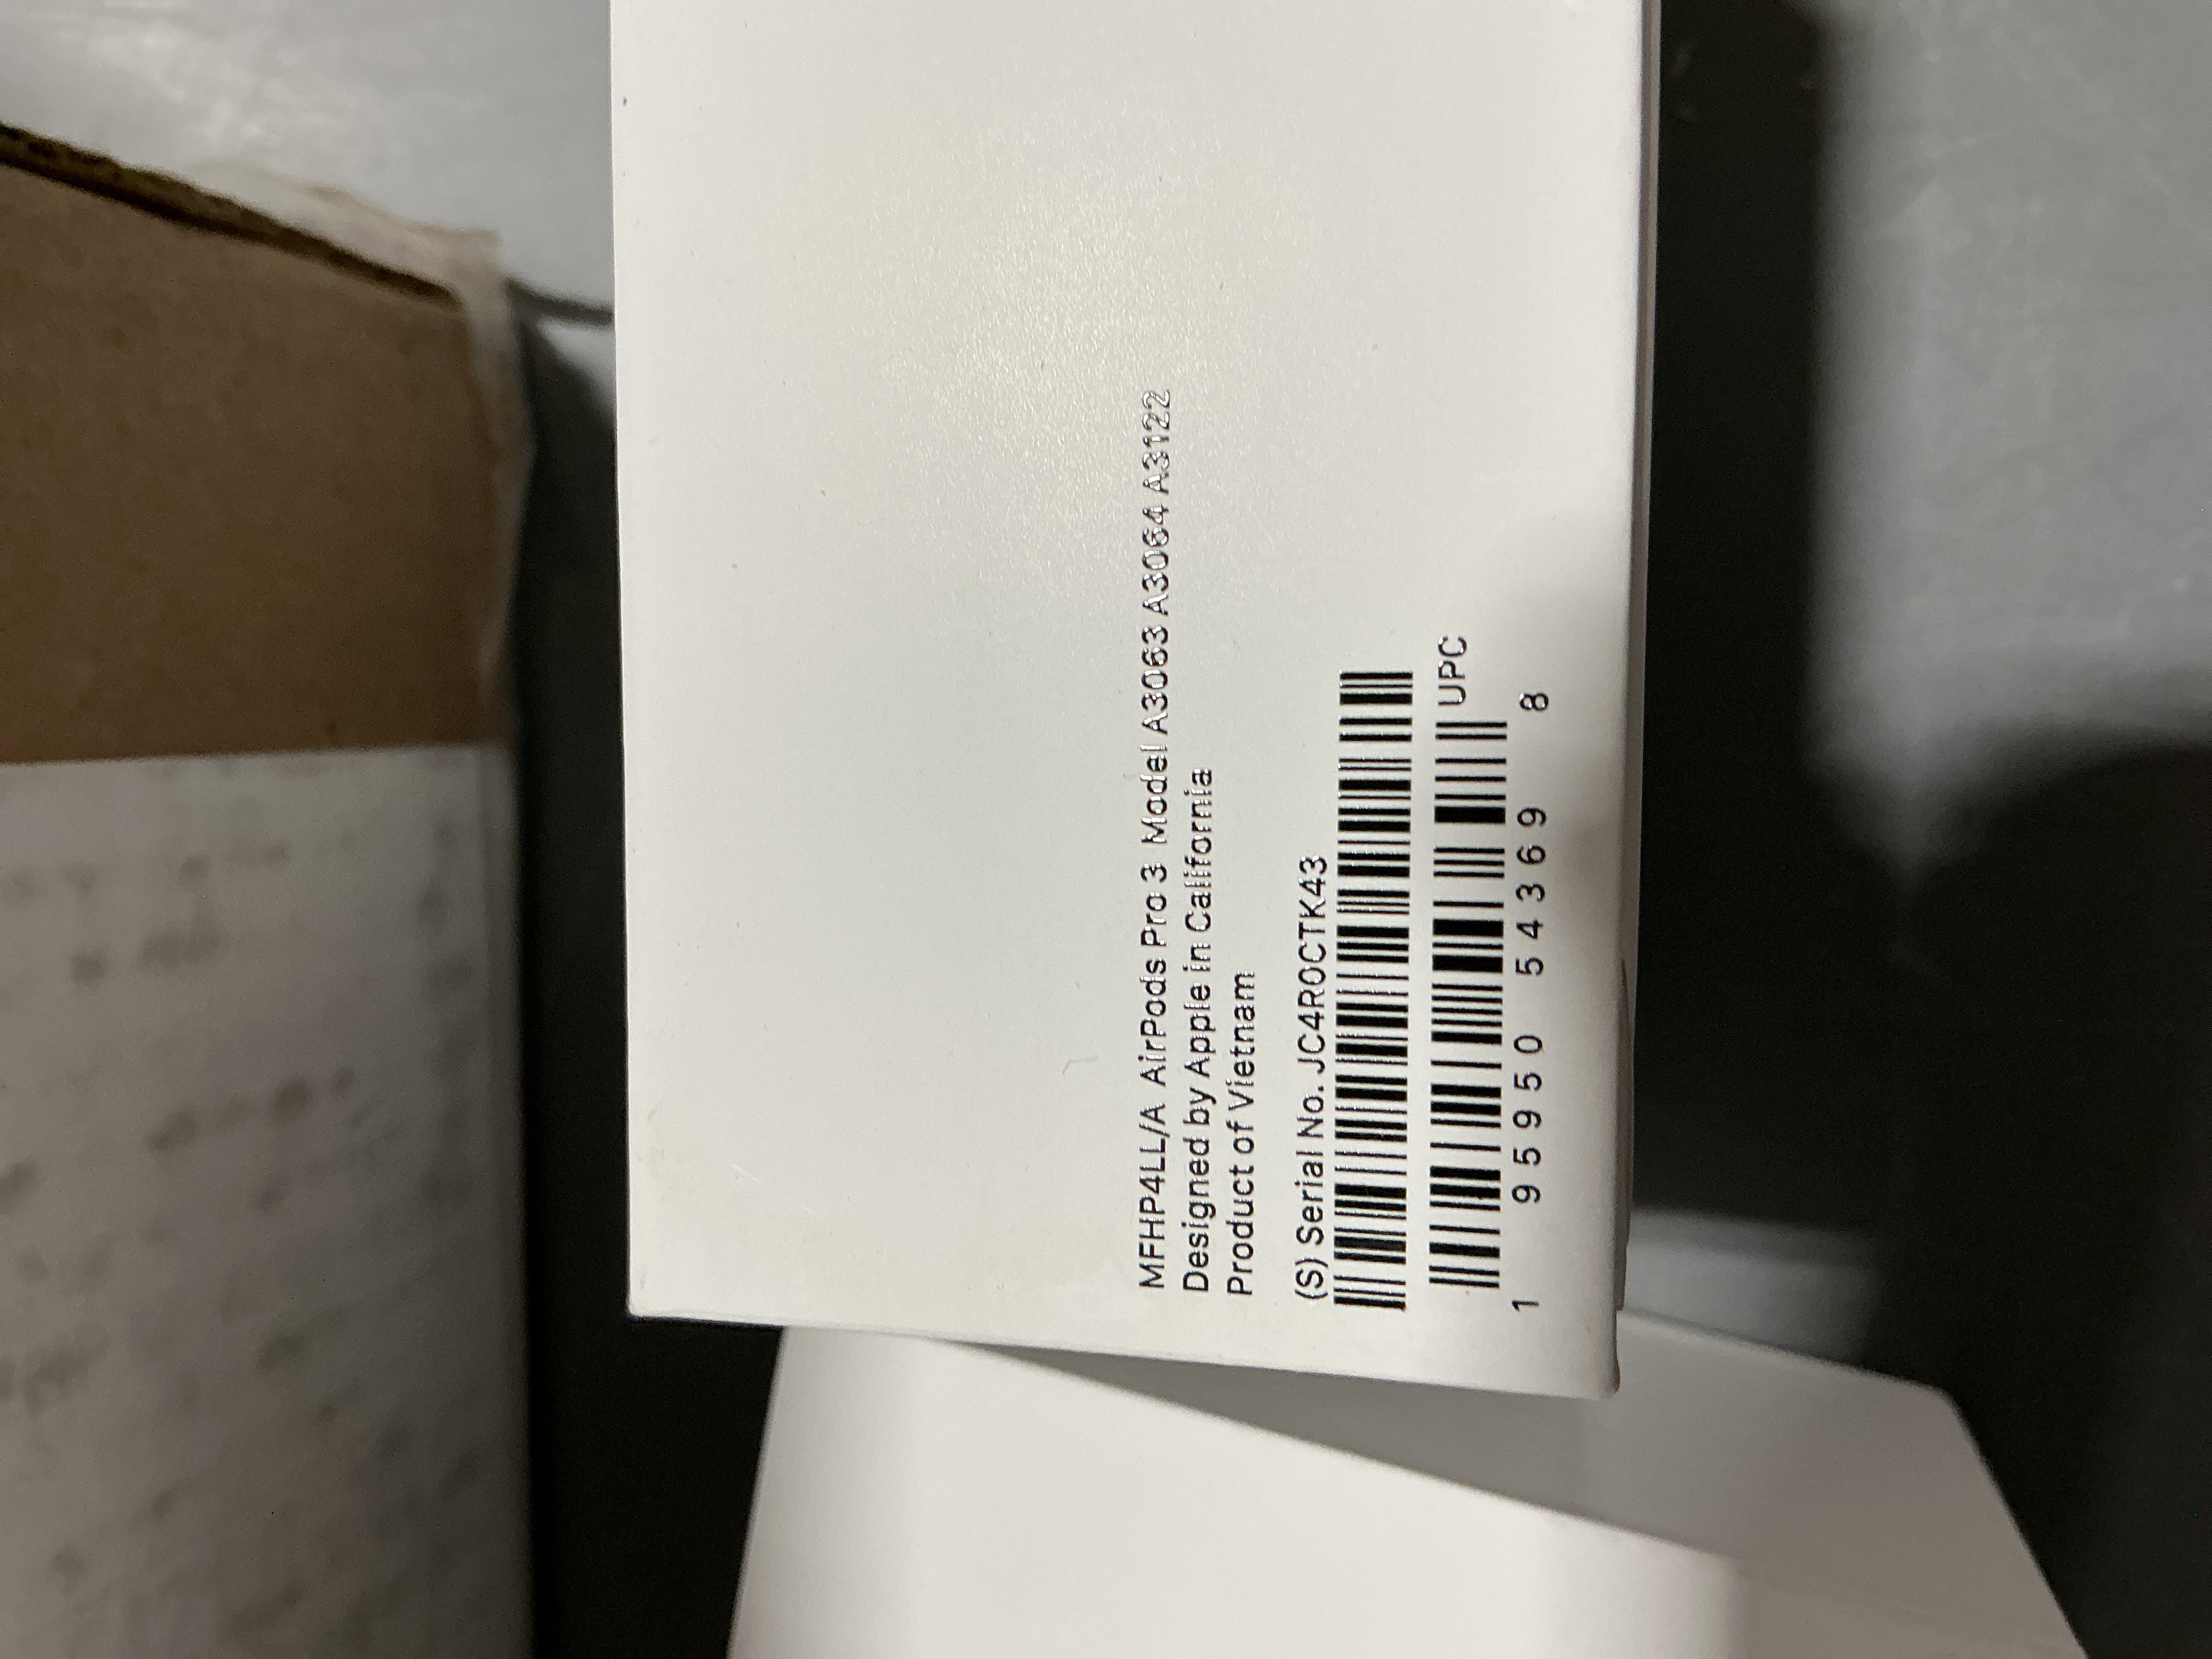 MFHP4LL/A AirPods Pro 3 Model A3063 A3064 A3122
Designed by Apple in California
Product of Vietnam
(S) Serial No. JC4R0CTK43
UPC
1 95950 54369 8